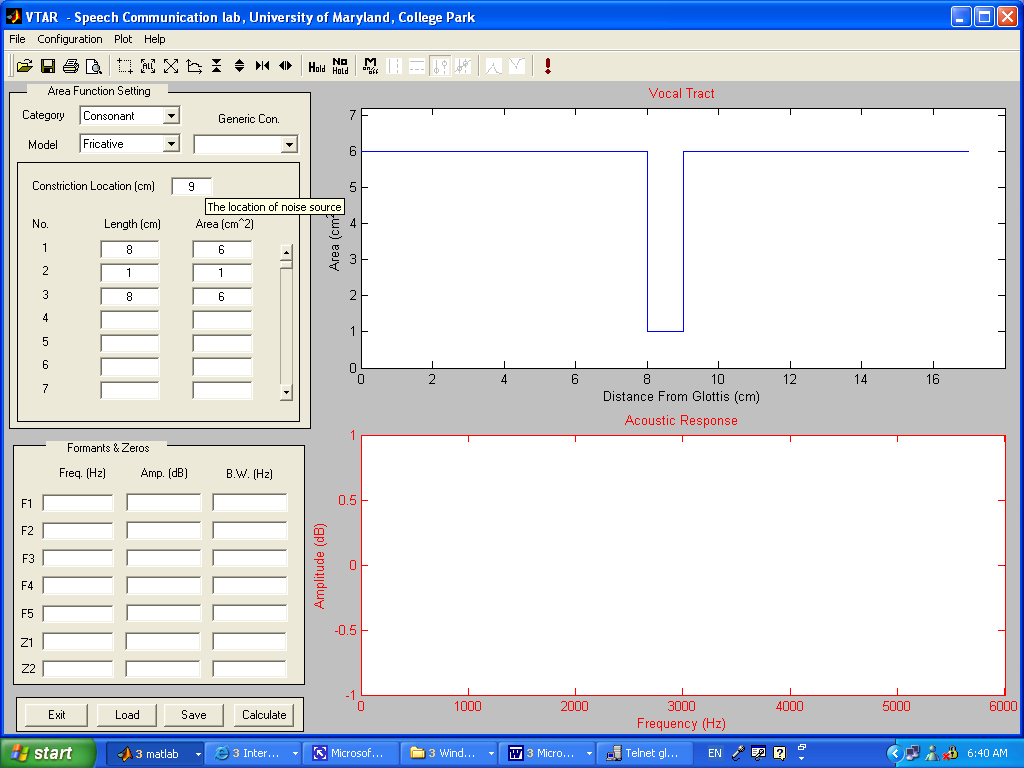 VTAR - Speech Communication lab, University of Maryland, College Park
File Configuration Plot Help
ALL Hold No Hold M on/off !
Area Function Setting
Category Consonant Generic Con.
Model Fricative
Constriction Location (cm) 9
The location of noise source
No. Length (cm) Area (cm^2)
1 8 6
2 1 1
3 8 6
4
5
6
7
Vocal Tract
7
6
5
4
3
2
1
0
Area (cm^2
0 2 4 6 8 10 12 14 16
Distance From Glottis (cm)
Formants & Zeros
Freq. (Hz) Amp. (dB) B.W. (Hz)
F1
F2
F3
F4
F5
Z1
Z2
Exit Load Save Calculate
Acoustic Response
1
0.5
0
-0.5
-1
Amplitude (dB)
0 1000 2000 3000 4000 5000 6000
Frequency (Hz)
start 3 matlab 3 Inter... Microsof... 3 Wind... 3 Micro... Telnet gl... EN 6:40 AM